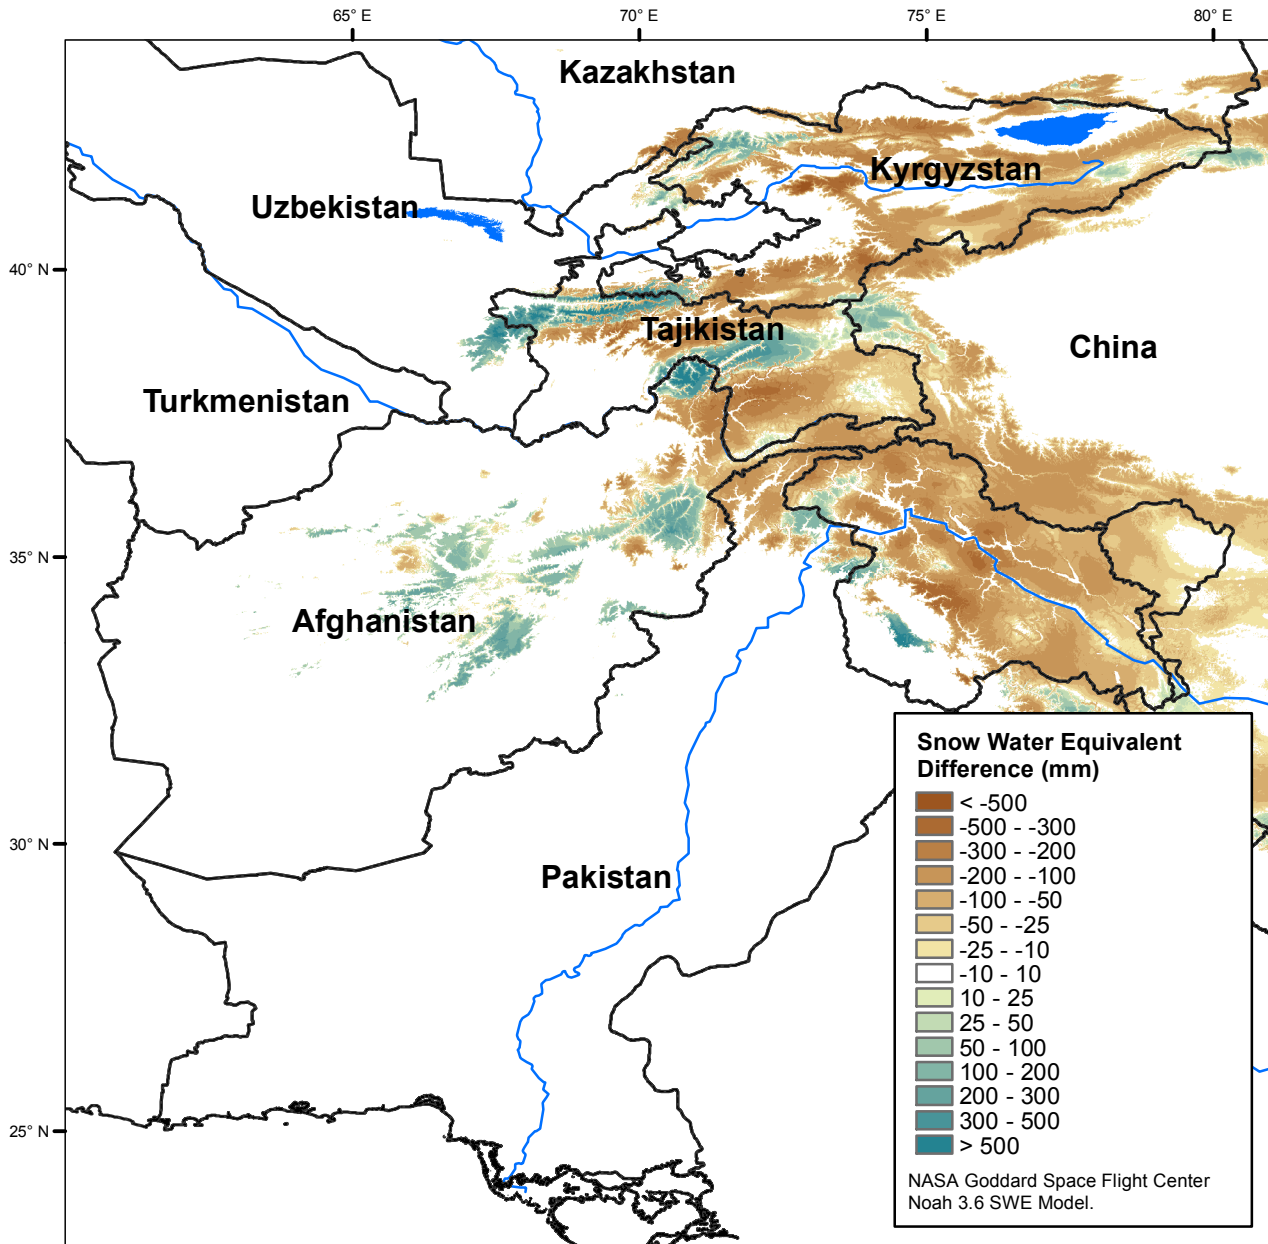 65° E
70° E
75° E
80° E
Kazakhstan
Kyrgyzstan
Uzbekistan
40° N
Tajikistan
China
Turkmenistan
35° N
Afghanistan
30° N
Pakistan
25° N
Snow Water Equivalent
Difference (mm)
< -500
-500 - -300
-300 - -200
-200 - -100
-100 - -50
-50 - -25
-25 - -10
-10 - 10
10 - 25
25 - 50
50 - 100
100 - 200
200 - 300
300 - 500
> 500
NASA Goddard Space Flight Center
Noah 3.6 SWE Model.